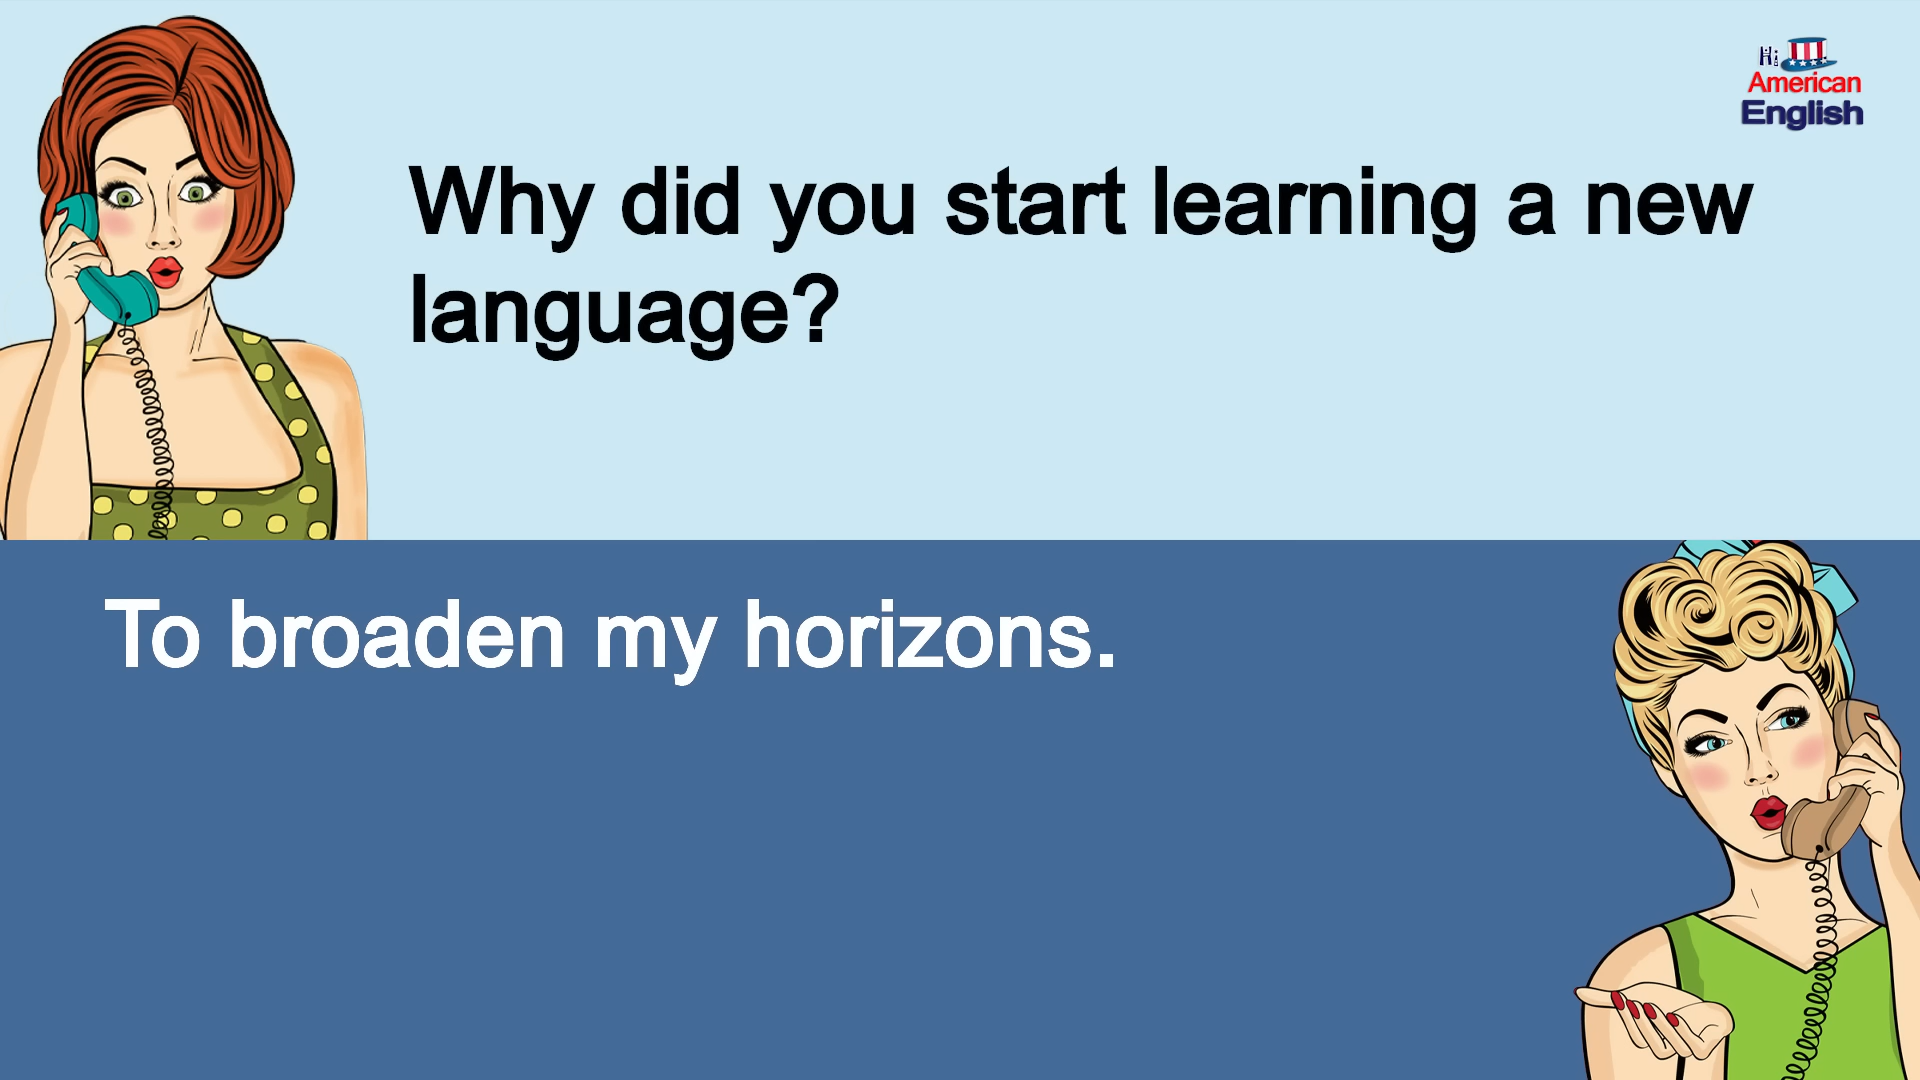 Hi
American
English
Why did you start learning a new
language?
To broaden my horizons.